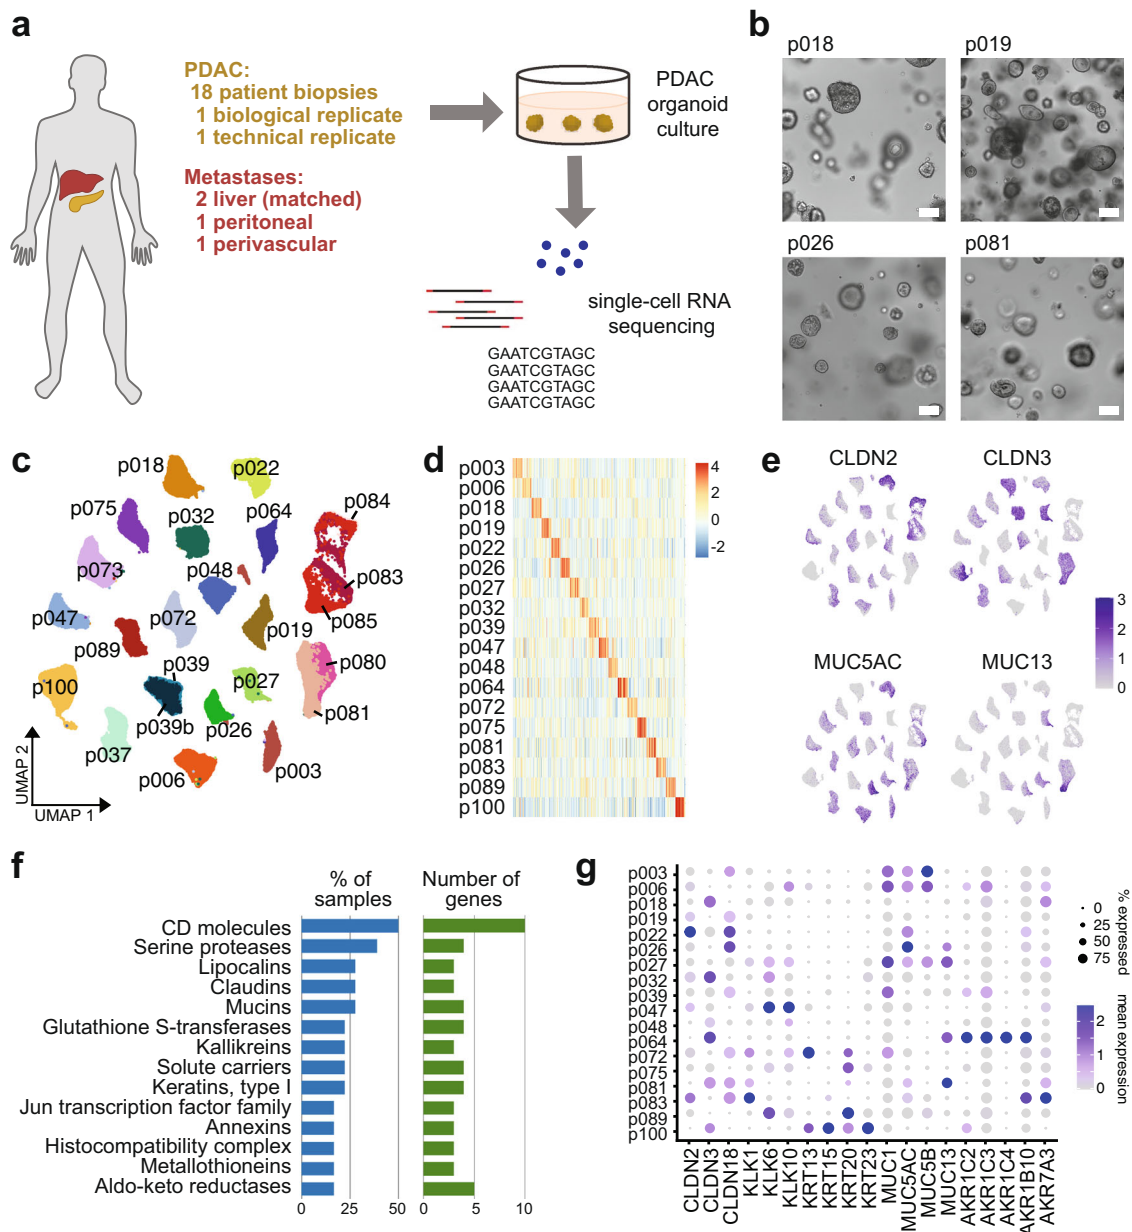 a
PDAC:
18 patient biopsies
1 biological replicate
1 technical replicate
Metastases:
2 liver (matched)
1 peritoneal
1 perivascular
PDAC
organoid
culture
single-cell RNA
sequencing
GAATCGTAGC
GAATCGTAGC
GAATCGTAGC
GAATCGTAGC
b
p018
p019
p026
p081
c
p018
p022
p084
p075
p032
p064
p073
p048
p083
p047
p072
p085
p089
p019
p039
p080
p100
p027
p081
p039b
p026
p037
p003
p006
UMAP 2
UMAP 1
d
p003
p006
p018
p019
p022
p026
p027
p032
p039
p047
p048
p064
p072
p075
p081
p083
p089
p100
4
2
0
-2
e
CLDN2
CLDN3
MUC5AC
MUC13
3
2
1
0
f
% of
samples
Number of
genes
CD molecules
Serine proteases
Lipocalins
Claudins
Mucins
Glutathione S-transferases
Kallikreins
Solute carriers
Keratins, type I
Jun transcription factor family
Annexins
Histocompatibility complex
Metallothioneins
Aldo-keto reductases
0 25 50
0 5 10
g
p003
p006
p018
p019
p022
p026
p027
p032
p039
p047
p048
p064
p072
p075
p081
p083
p089
p100
CLDN2
CLDN3
CLDN18
KLK1
KLK6
KLK10
KRT13
KRT15
KRT20
KRT23
MUC1
MUC5AC
MUC5B
MUC13
AKR1C2
AKR1C3
AKR1C4
AKR1B10
AKR7A3
0
25
50
75
% expressed
2
1
0
mean expression